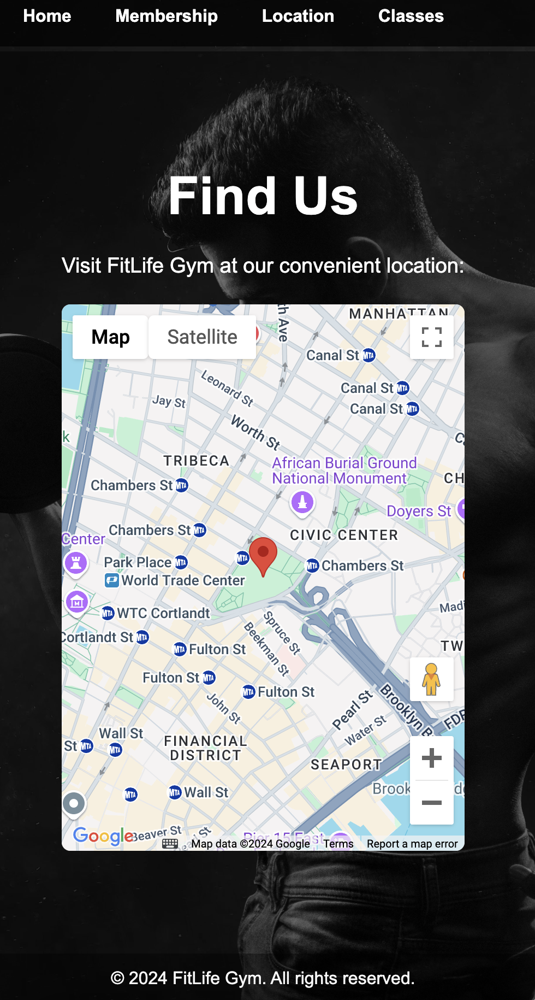 Home Membership Location Classes
Find Us
Visit FitLife Gym at our convenient location:
MANHATTAN
Map Satellite
th Ave
Canal St
Canal St
Canal St
Leonard St
Jay St
Worth St
TRIBECA
African Burial Ground
National Monument
Chambers St
CH
Doyers St
Chambers St
CIVIC CENTER
Center
Park Place
Chambers St
World Trade Center
Madi
WTC Cortlandt
Spruce St
Beekman St
Cortlandt St
TW
Fulton St
Fulton St
Fulton St
John St
Pearl St
Brooklyn B
FDR
Water St
Wall St
St
FINANCIAL
DISTRICT
SEAPORT
Wall St
Brook
Beaver St
Pier 15 East
Google
Map data ©2024 Google Terms Report a map error
© 2024 FitLife Gym. All rights reserved.